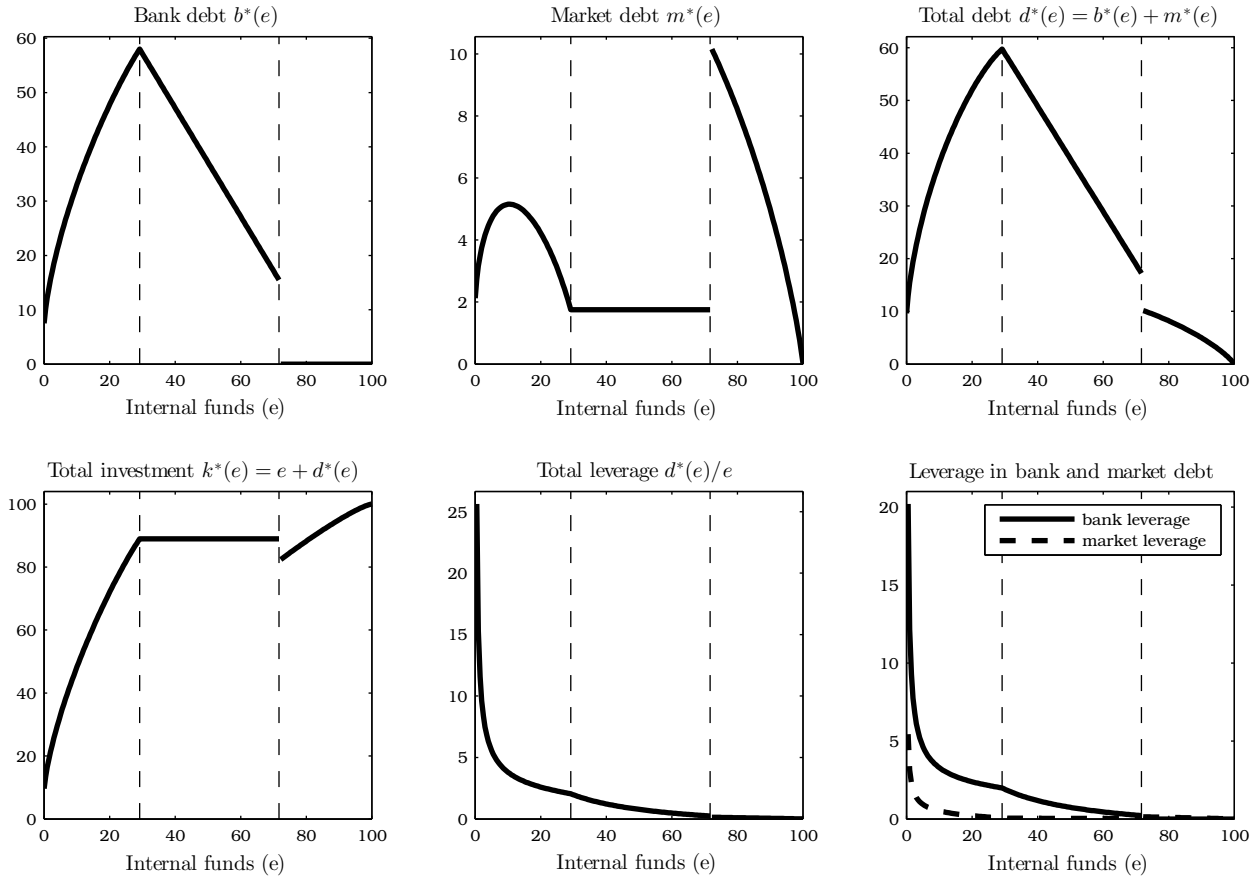 Bank debt b*(e)
60
50
40
30
20
10
0
0 20 40 60 80 100
Internal funds (e)
Market debt m*(e)
10
8
6
4
2
0
0 20 40 60 80 100
Internal funds (e)
Total debt d*(e) = b*(e) + m*(e)
60
50
40
30
20
10
0
0 20 40 60 80 100
Internal funds (e)
Total investment k*(e) = e + d*(e)
100
80
60
40
20
0
0 20 40 60 80 100
Internal funds (e)
Total leverage d*(e)/e
25
20
15
10
5
0
0 20 40 60 80 100
Internal funds (e)
Leverage in bank and market debt
bank leverage
market leverage
20
15
10
5
0
0 20 40 60 80 100
Internal funds (e)